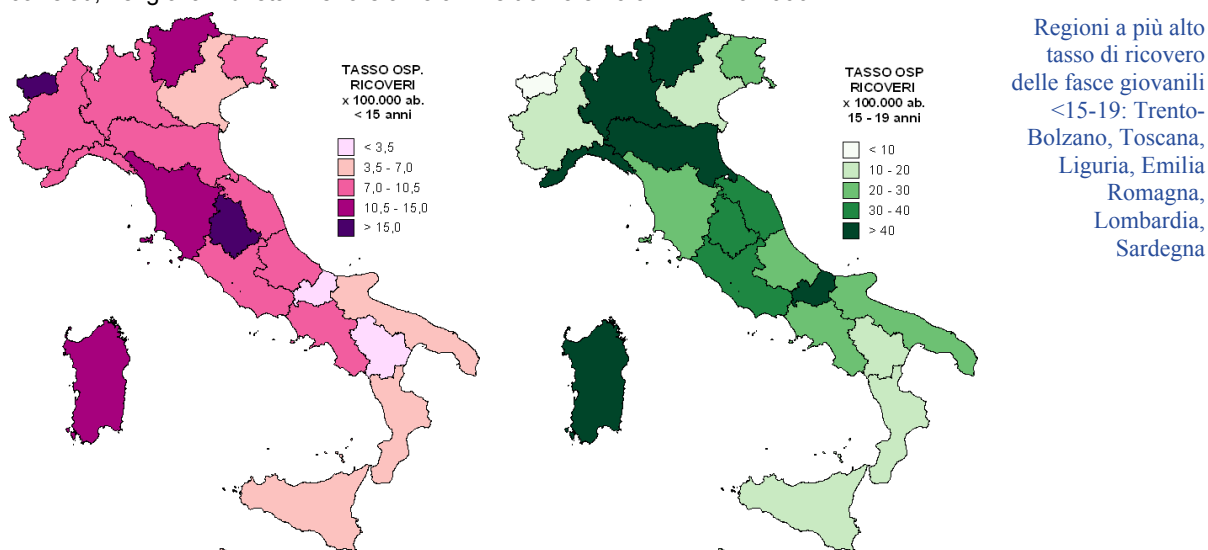 TASSO OSP.
RICOVERI
x 100.000 ab.
< 15 anni
< 3,5
3,5 - 7,0
7,0 - 10,5
10,5 - 15,0
> 15,0
TASSO OSP
RICOVERI
x 100.000 ab.
15 - 19 anni
< 10
10 - 20
20 - 30
30 - 40
> 40
Regioni a più alto
tasso di ricovero
delle fasce giovanili
<15-19: Trento-
Bolzano, Toscana,
Liguria, Emilia
Romagna,
Lombardia,
Sardegna